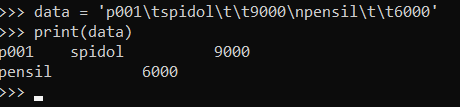 >>> data = 'p001\tspidol\t\t9000\npensil\t\t6000'
>>> print(data)
p001    spidol          9000
pensil          6000
>>>